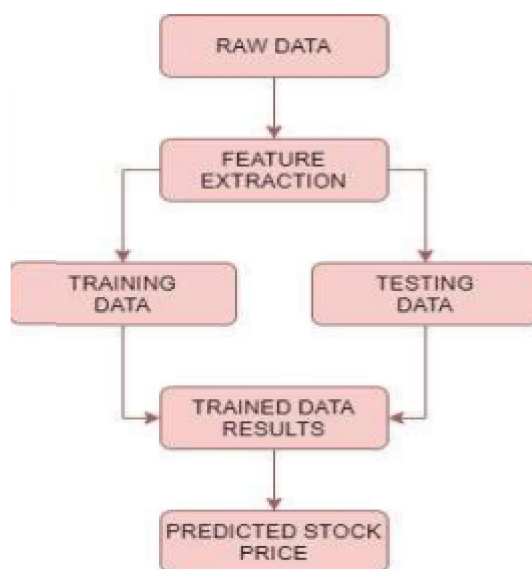 RAW DATA
FEATURE
EXTRACTION
TRAINING
DATA
TESTING
DATA
TRAINED DATA
RESULTS
PREDICTED STOCK
PRICE